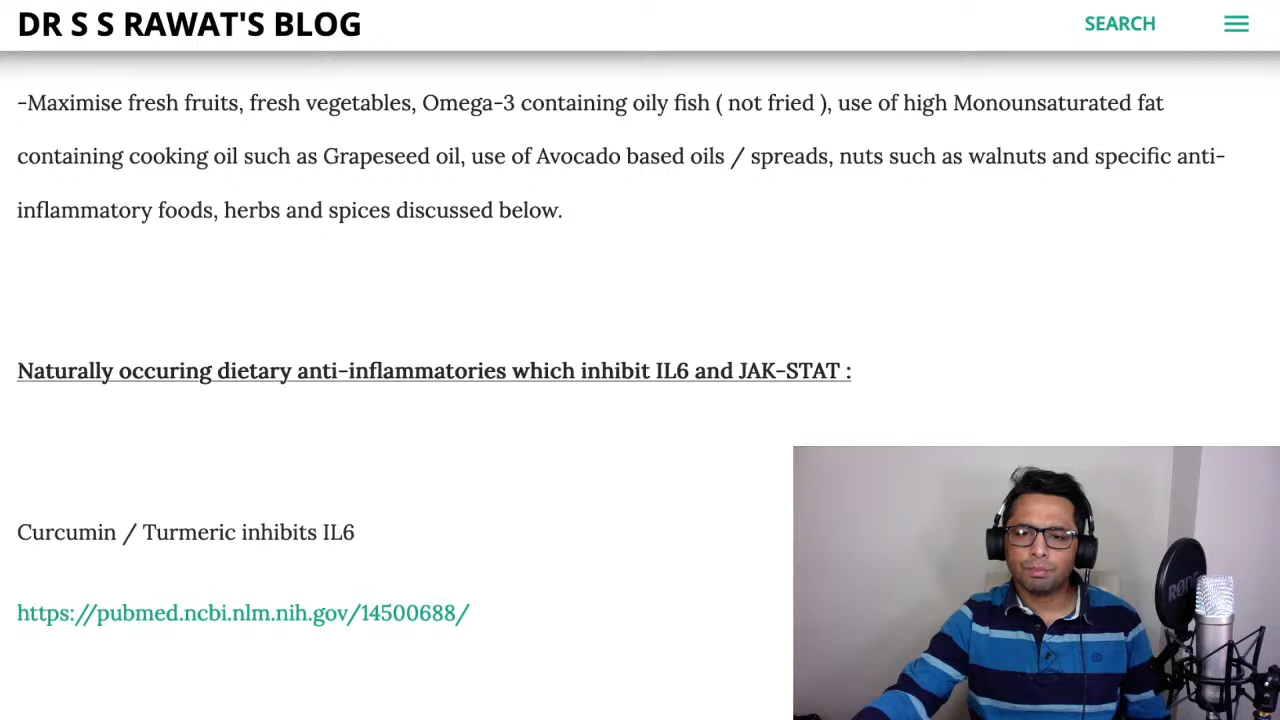 DR S S RAWAT'S BLOG
SEARCH
-Maximise fresh fruits, fresh vegetables, Omega-3 containing oily fish ( not fried ), use of high Monounsaturated fat
containing cooking oil such as Grapeseed oil, use of Avocado based oils / spreads, nuts such as walnuts and specific anti-
inflammatory foods, herbs and spices discussed below.
Naturally occuring dietary anti-inflammatories which inhibit IL6 and JAK-STAT :
Curcumin / Turmeric inhibits IL6
https://pubmed.ncbi.nlm.nih.gov/14500688/
RØDE